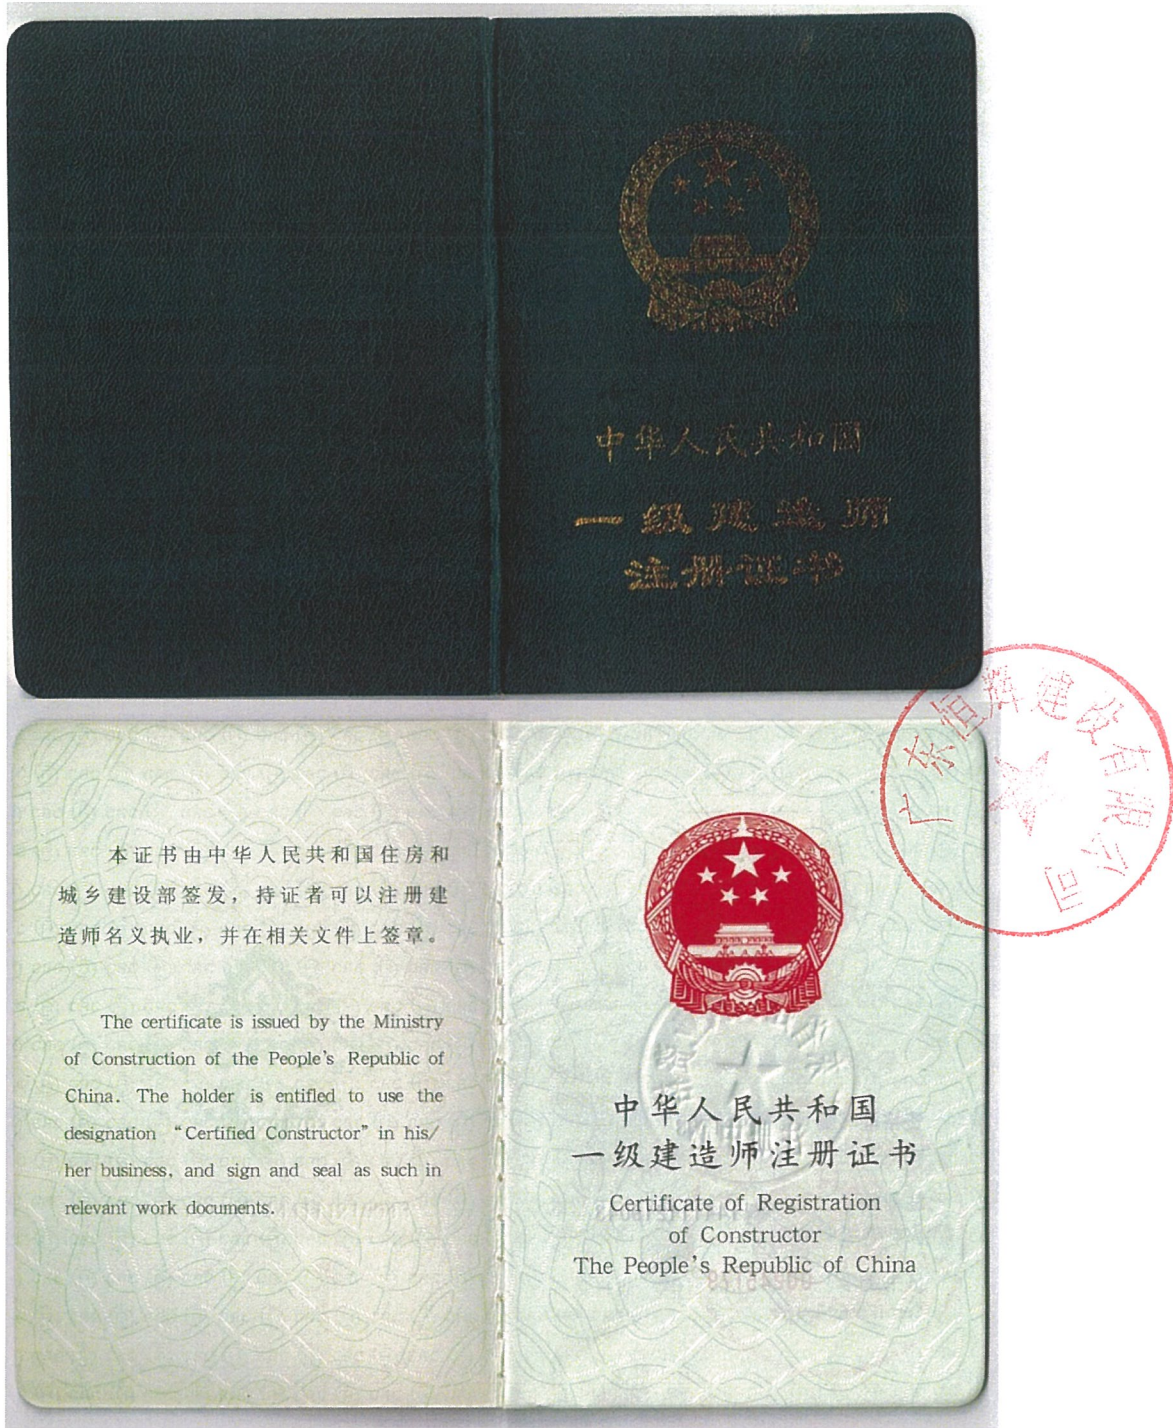 中华人民共和国
一级建造师
注册证书
广东恒辉建设有限公司
本证书由中华人民共和国住房和
城乡建设部签发，持证者可以注册建
造师名义执业，并在相关文件上签章。
The certificate is issued by the Ministry
of Construction of the People's Republic of
China. The holder is entifled to use the
designation “Certified Constructor” in his/
her business, and sign and seal as such in
relevant work documents.
中华人民共和国
一级建造师注册证书
Certificate of Registration
of Constructor
The People's Republic of China